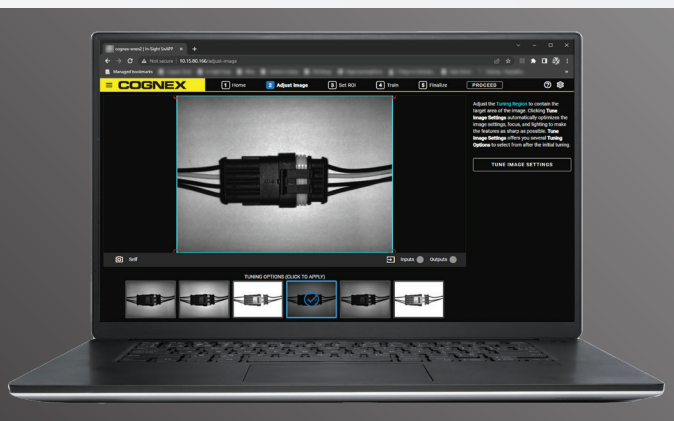 cognex-wren2 | In-Sight SnAPP
Not secure | 10.15.80.166/adjust-image
Managed bookmarks
COGNEX
1 Home
2 Adjust Image
3 Set ROI
4 Train
5 Finalize
PROCEED
Adjust the Tuning Region to contain the
target area of the image. Clicking Tune
Image Settings automatically optimizes the
image settings, focus, and lighting to make
the features as sharp as possible. Tune
Image Settings offers you several Tuning
Options to select from after the initial tuning.
TUNE IMAGE SETTINGS
Self
Inputs
Outputs
TUNING OPTIONS (CLICK TO APPLY)